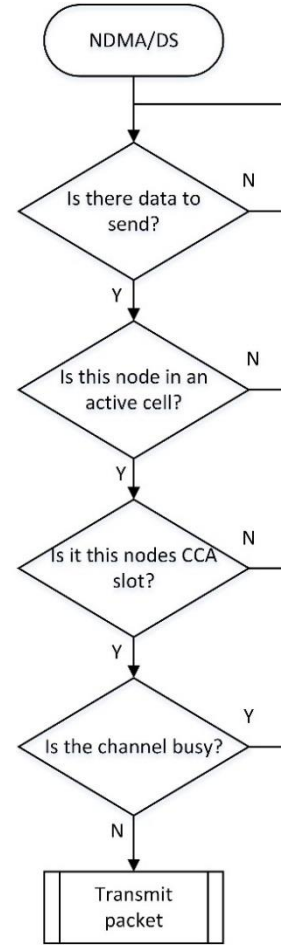 NDMA/DS
Is there data to
send?
N
Y
Is this node in an
active cell?
N
Y
Is it this nodes CCA
slot?
N
Y
Is the channel busy?
Y
N
Transmit
packet